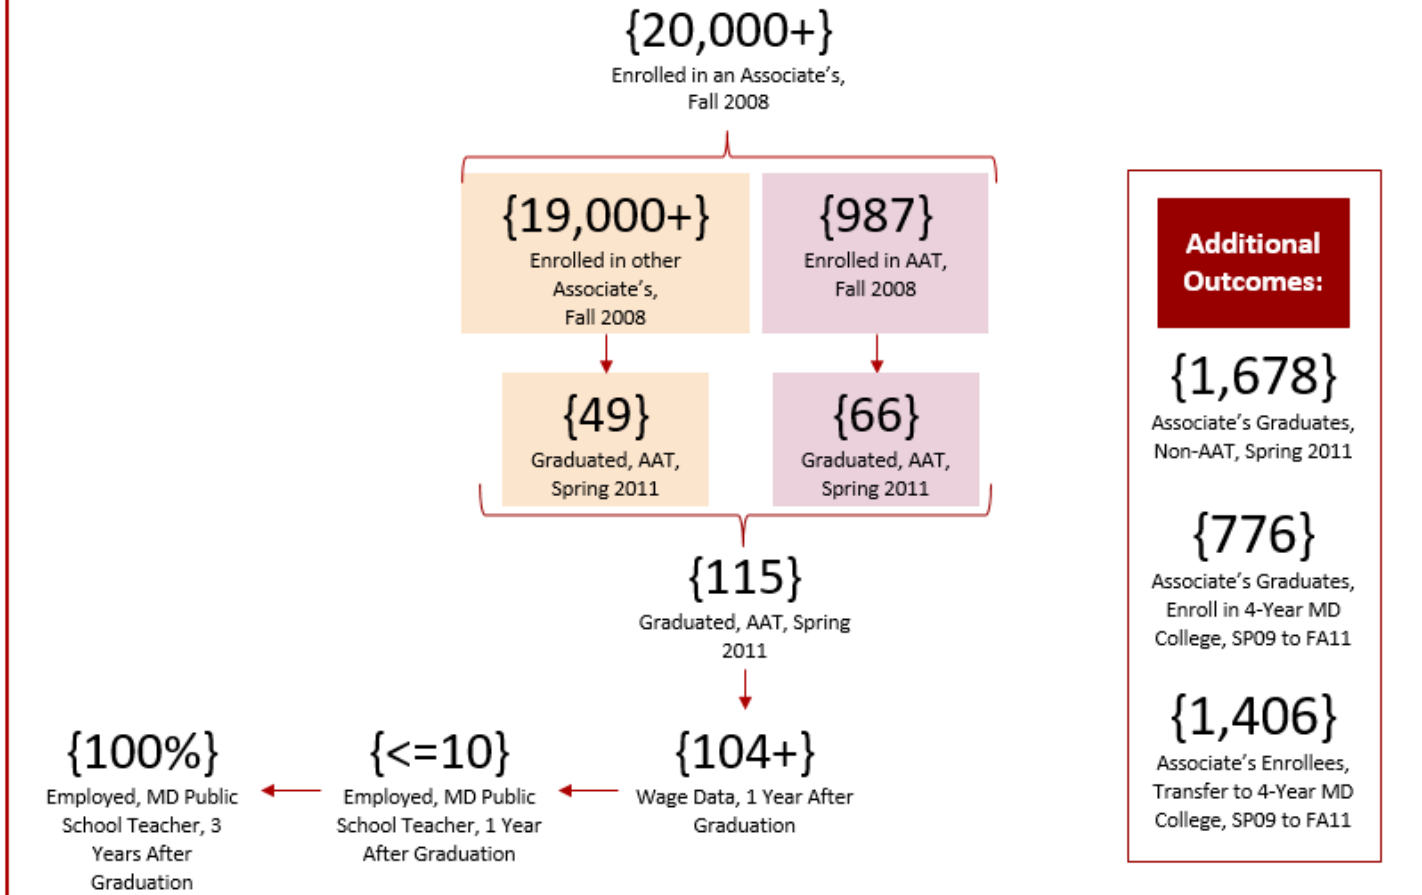 {20,000+}
Enrolled in an Associate's,
Fall 2008
{19,000+}
Enrolled in other
Associate's,
Fall 2008
{987}
Enrolled in AAT,
Fall 2008
{49}
Graduated, AAT,
Spring 2011
{66}
Graduated, AAT,
Spring 2011
{115}
Graduated, AAT, Spring
2011
{104+}
Wage Data, 1 Year After
Graduation
{<=10}
Employed, MD Public
School Teacher, 1 Year
After Graduation
{100%}
Employed, MD Public
School Teacher, 3
Years After
Graduation
Additional
Outcomes:
{1,678}
Associate's Graduates,
Non-AAT, Spring 2011
{776}
Associate's Graduates,
Enroll in 4-Year MD
College, SP09 to FA11
{1,406}
Associate's Enrollees,
Transfer to 4-Year MD
College, SP09 to FA11